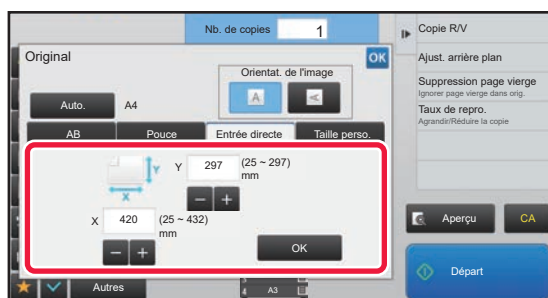 Nb. de copies 1
Original
OK
Orientat. de l'image
A A
Auto. A4
AB Pouce Entrée directe Taille perso.
Y Y 297 (25 ~ 297)
mm
X
X 420 (25 ~ 432)
mm
OK
Autres
4 A3
Copie R/V
Ajust. arrière plan
Suppression page vierge
Ignorer page vierge dans orig.
Taux de repro.
Agrandir/Réduire la copie
Aperçu CA
Départ